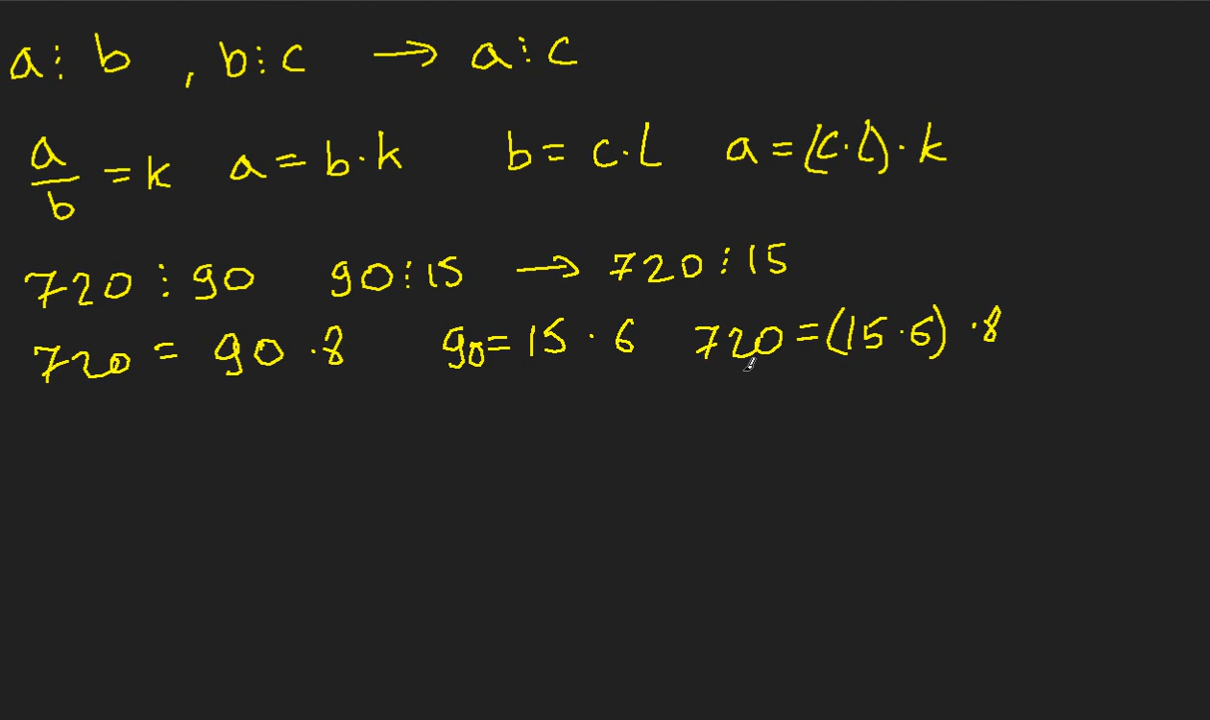 a⋮b , b⋮c → a⋮c
a/b = k a = b·k b = c·L a = (c·L)·k
720⋮90 90⋮15 → 720⋮15
720 = 90·8 90 = 15·6 720 = (15·6)·8